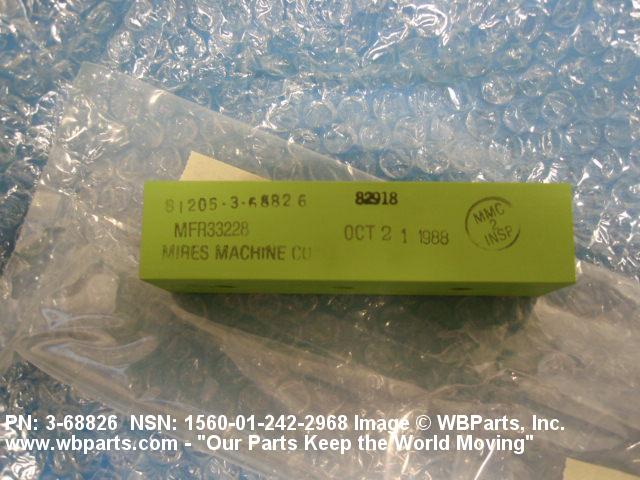 81205-3-68826
82918
MFR33228
OCT 21 1988
MIRES MACHINE CO
MMC
2
INSP
PN: 3-68826 NSN: 1560-01-242-2968 Image © WBParts, Inc.
www.wbparts.com - "Our Parts Keep the World Moving"